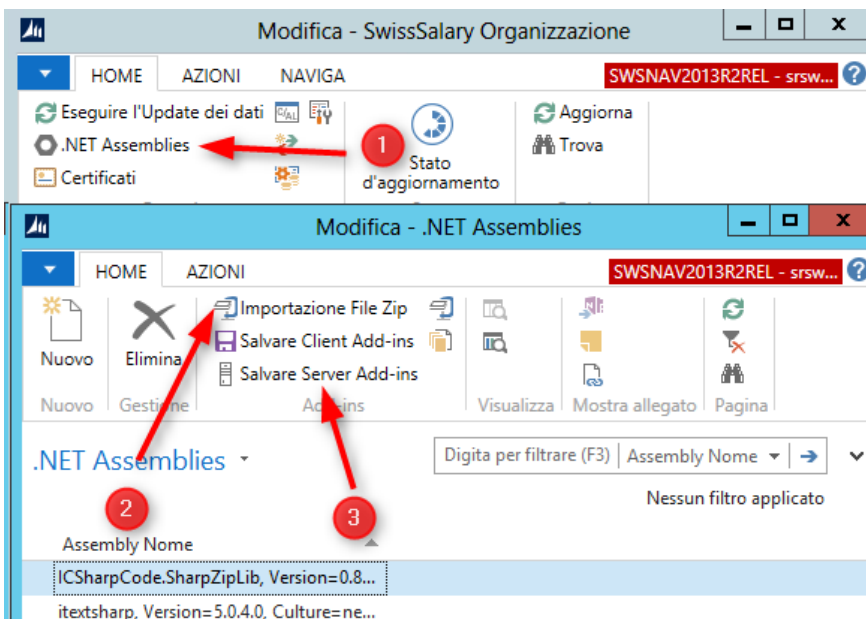 Modifica - SwissSalary Organizzazione
HOME AZIONI NAVIGA SWSNAV2013R2REL - srsw...
Eseguire l'Update dei dati
.NET Assemblies
Certificati
1
Stato d'aggiornamento
Aggiorna
Trova
Modifica - .NET Assemblies
HOME AZIONI SWSNAV2013R2REL - srsw...
Nuovo
Elimina
Importazione File Zip
Salvare Client Add-ins
Salvare Server Add-ins
Nuovo Gestione Add-ins Visualizza Mostra allegato Pagina
.NET Assemblies
Digita per filtrare (F3) Assembly Nome
Nessun filtro applicato
2
3
Assembly Nome
ICSharpCode.SharpZipLib, Version=0.8...
itextsharp, Version=5.0.4.0, Culture=ne...